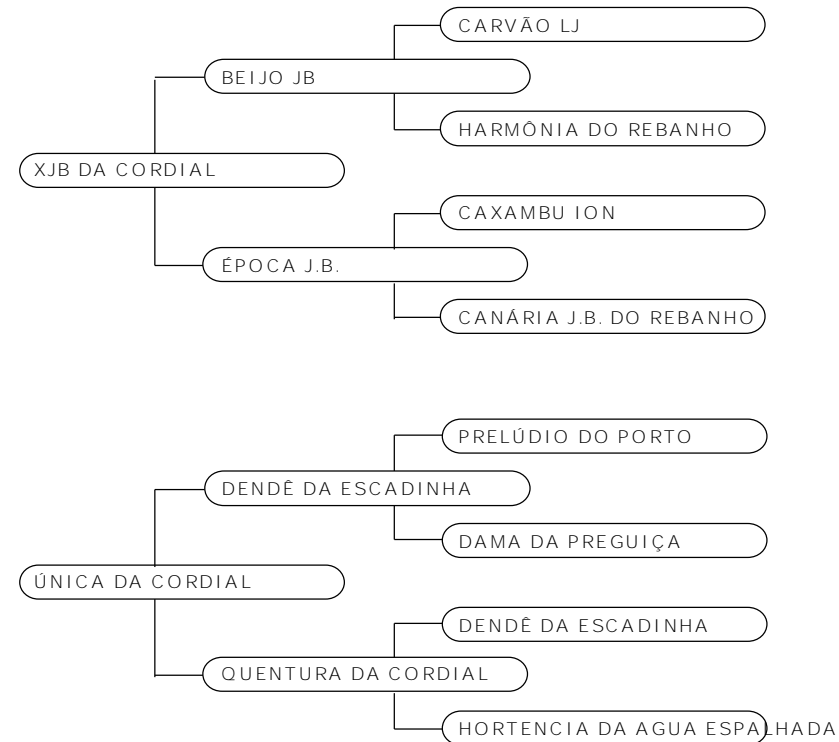 CARVÃO LJ
BEIJO JB
HARMÔNIA DO REBANHO
XJB DA CORDIAL
CAXAMBU ION
ÉPOCA J.B.
CANÁRIA J.B. DO REBANHO
PRELÚDIO DO PORTO
DENDÊ DA ESCADINHA
DAMA DA PREGUIÇA
ÚNICA DA CORDIAL
DENDÊ DA ESCADINHA
QUENTURA DA CORDIAL
HORTENCIA DA AGUA ESPALHADA